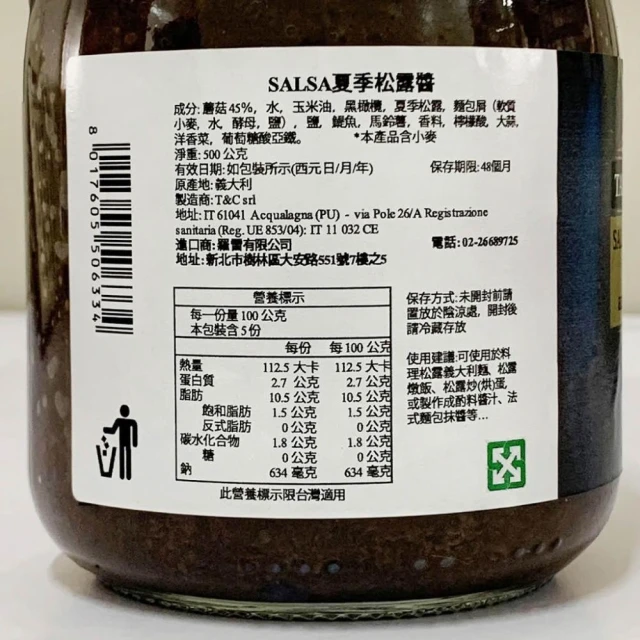 SALSA夏季松露醬
成分: 蘑菇45%, 水, 玉米油, 黑橄欖, 夏季松露, 麵包屑 (軟質
小麥, 水, 酵母, 鹽), 鹽, 鯷魚, 馬鈴薯, 香料, 檸檬酸, 大蒜,
洋香菜, 葡萄糖酸亞鐵。 *本產品含小麥
淨重: 500 公克
有效日期: 如包裝所示(西元日/月/年) 保存期限: 48個月
原產地: 義大利
製造商: T&C srl
地址: IT 61041 Acqualagna (PU) - via Pole 26/A Registrazione
sanitaria (Reg. UE 853/04): IT 11 032 CE
進口商: 羅雷有限公司 電話: 02-26689725
地址: 新北市樹林區大安路551號7樓之5
8 017605 506334
營養標示
每一份量 100 公克
本包裝含 5 份
每份 每 100 公克
熱量 112.5 大卡 112.5 大卡
蛋白質 2.7 公克 2.7 公克
脂肪 10.5 公克 10.5 公克
飽和脂肪 1.5 公克 1.5 公克
反式脂肪 0 公克 0 公克
碳水化合物 1.8 公克 1.8 公克
糖 0 公克 0 公克
鈉 634 毫克 634 毫克
此營養標示限台灣適用
保存方式: 未開封前請
置放於陰涼處, 開封後
請冷藏存放
使用建議: 可使用於料
理松露義大利麵, 松露
燉飯、松露炒(烘)蛋,
或製作成酌料醬汁、法
式麵包抹醬等...